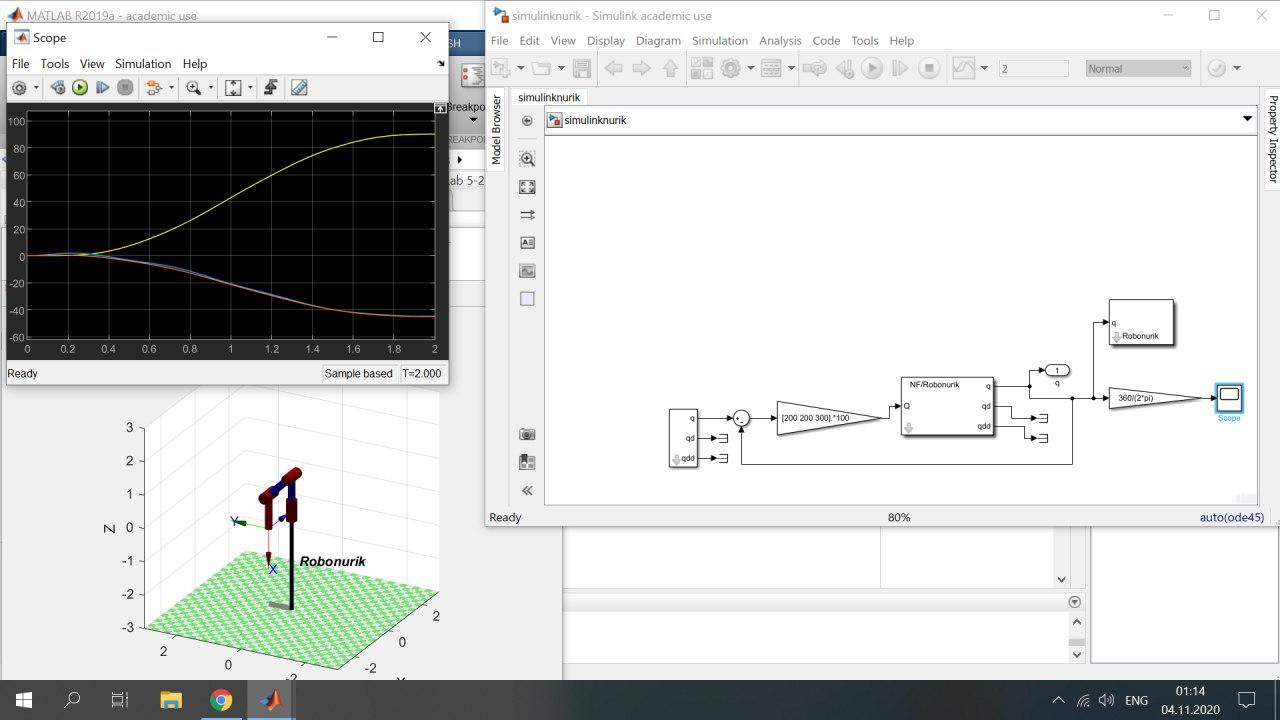 MATLAB R2019a - academic use
Scope
File Tools View Simulation Help
100
80
60
40
20
0
-20
-40
-60
0 0.2 0.4 0.6 0.8 1 1.2 1.4 1.6 1.8 2
Ready Sample based T=2.000
SH
Breakpo
REAKPOI
ab 5-2
simulinknurik - Simulink academic use
File Edit View Display Diagram Simulation Analysis Code Tools Help
2 Normal
simulinknurik
simulinknurik
Model Browser
Property Inspector
q
qd
qdd
+
-
[200 200 300].*100
NF/Robonurik
Q
q
qd
qdd
1
q
q
Robonurik
360/(2*pi)
Scope
Ready 80% auto(ode45)
3
2
1
0
-1
-2
-3
Z
Y
X
Robonurik
2
0
-2
2
0
-2
ENG
01:14
04.11.2020